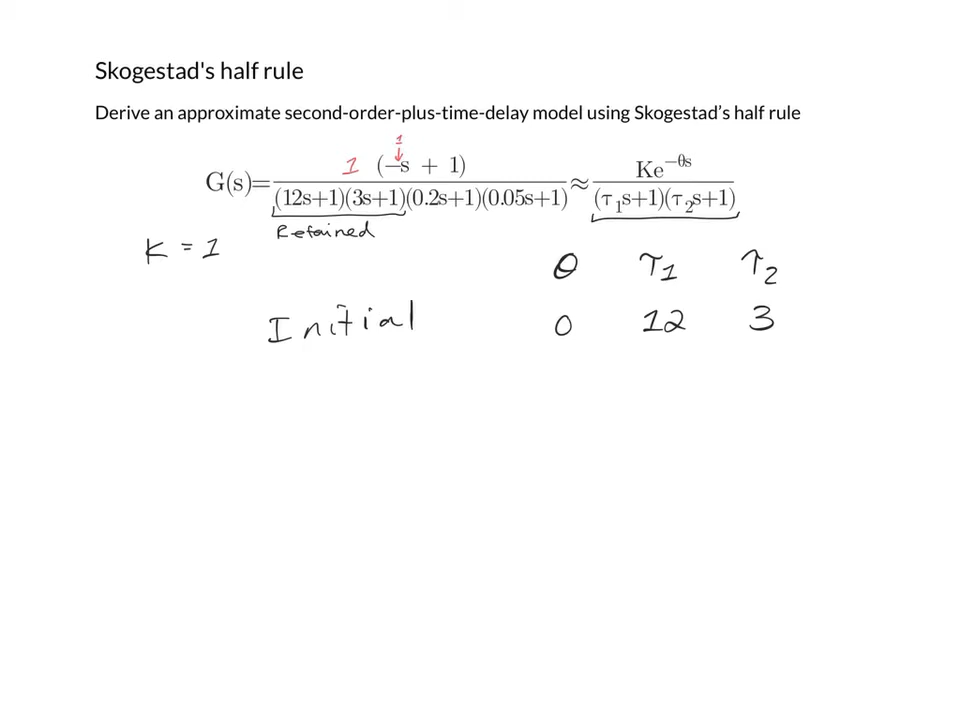 Skogestad's half rule
Derive an approximate second-order-plus-time-delay model using Skogestad’s half rule
1
1 (−s + 1)
Ke^{−θs}
G(s)=
≈
(12s+1)(3s+1)(0.2s+1)(0.05s+1)
(τ₁s+1)(τ₂s+1)
Retained
K = 1
θ τ1 τ2
Initial 0 12 3